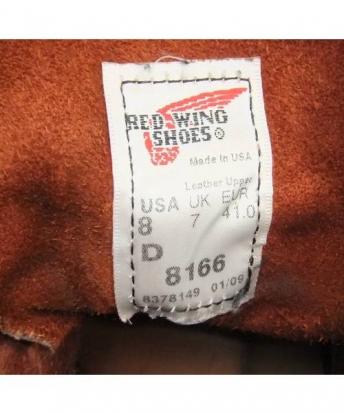 RED WING
SHOES®
Made In USA
Leather Upper
USA UK EUR
8 7 41.0
D
8166
8378149 01/09